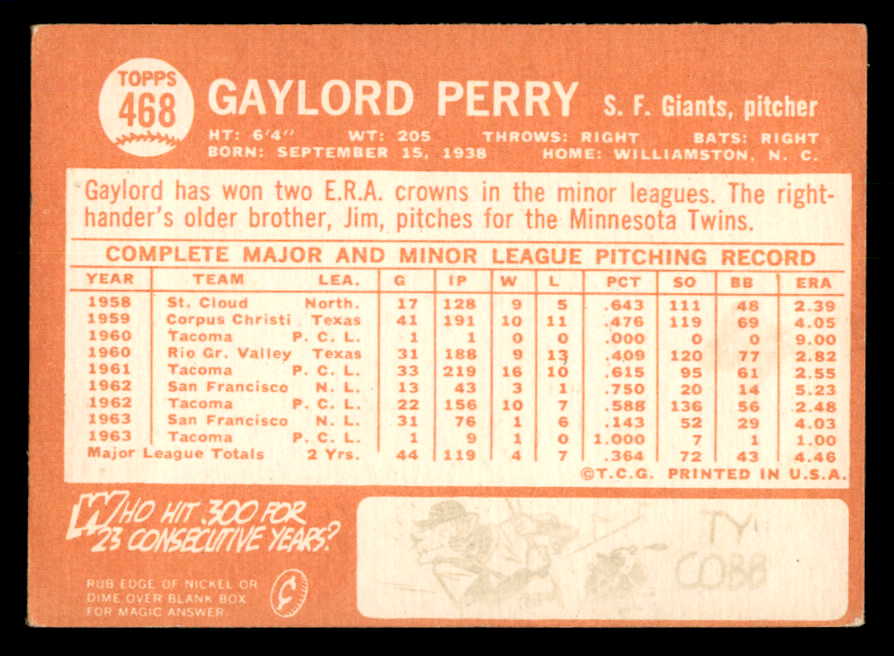 TOPPS
468
GAYLORD PERRY S. F. Giants, pitcher
HT: 6'4" WT: 205 THROWS: RIGHT BATS: RIGHT
BORN: SEPTEMBER 15, 1938 HOME: WILLIAMSTON, N. C.
Gaylord has won two E.R.A. crowns in the minor leagues. The right-
hander's older brother, Jim, pitches for the Minnesota Twins.
COMPLETE MAJOR AND MINOR LEAGUE PITCHING RECORD
YEAR TEAM LEA. G IP W L PCT SO BB ERA
1958 St. Cloud North. 17 128 9 5 .643 111 48 2.39
1959 Corpus Christi Texas 41 191 10 11 .476 119 69 4.05
1960 Tacoma P. C. L. 1 1 0 0 .000 0 0 9.00
1960 Rio Gr. Valley Texas 31 188 9 13 .409 120 77 2.82
1961 Tacoma P. C. L. 33 219 16 10 .615 95 61 2.55
1962 San Francisco N. L. 13 43 3 1 .750 20 14 5.23
1962 Tacoma P. C. L. 22 156 10 7 .588 136 56 2.48
1963 San Francisco N. L. 31 76 1 6 .143 52 29 4.03
1963 Tacoma P. C. L. 1 9 1 0 1.000 7 1 1.00
Major League Totals 2 Yrs. 44 119 4 7 .364 72 43 4.46
©T.C.G. PRINTED IN U.S.A.
WHO HIT .300 FOR
23 CONSECUTIVE YEARS?
RUB EDGE OF NICKEL OR
DIME OVER BLANK BOX
FOR MAGIC ANSWER.
¢
TY
COBB